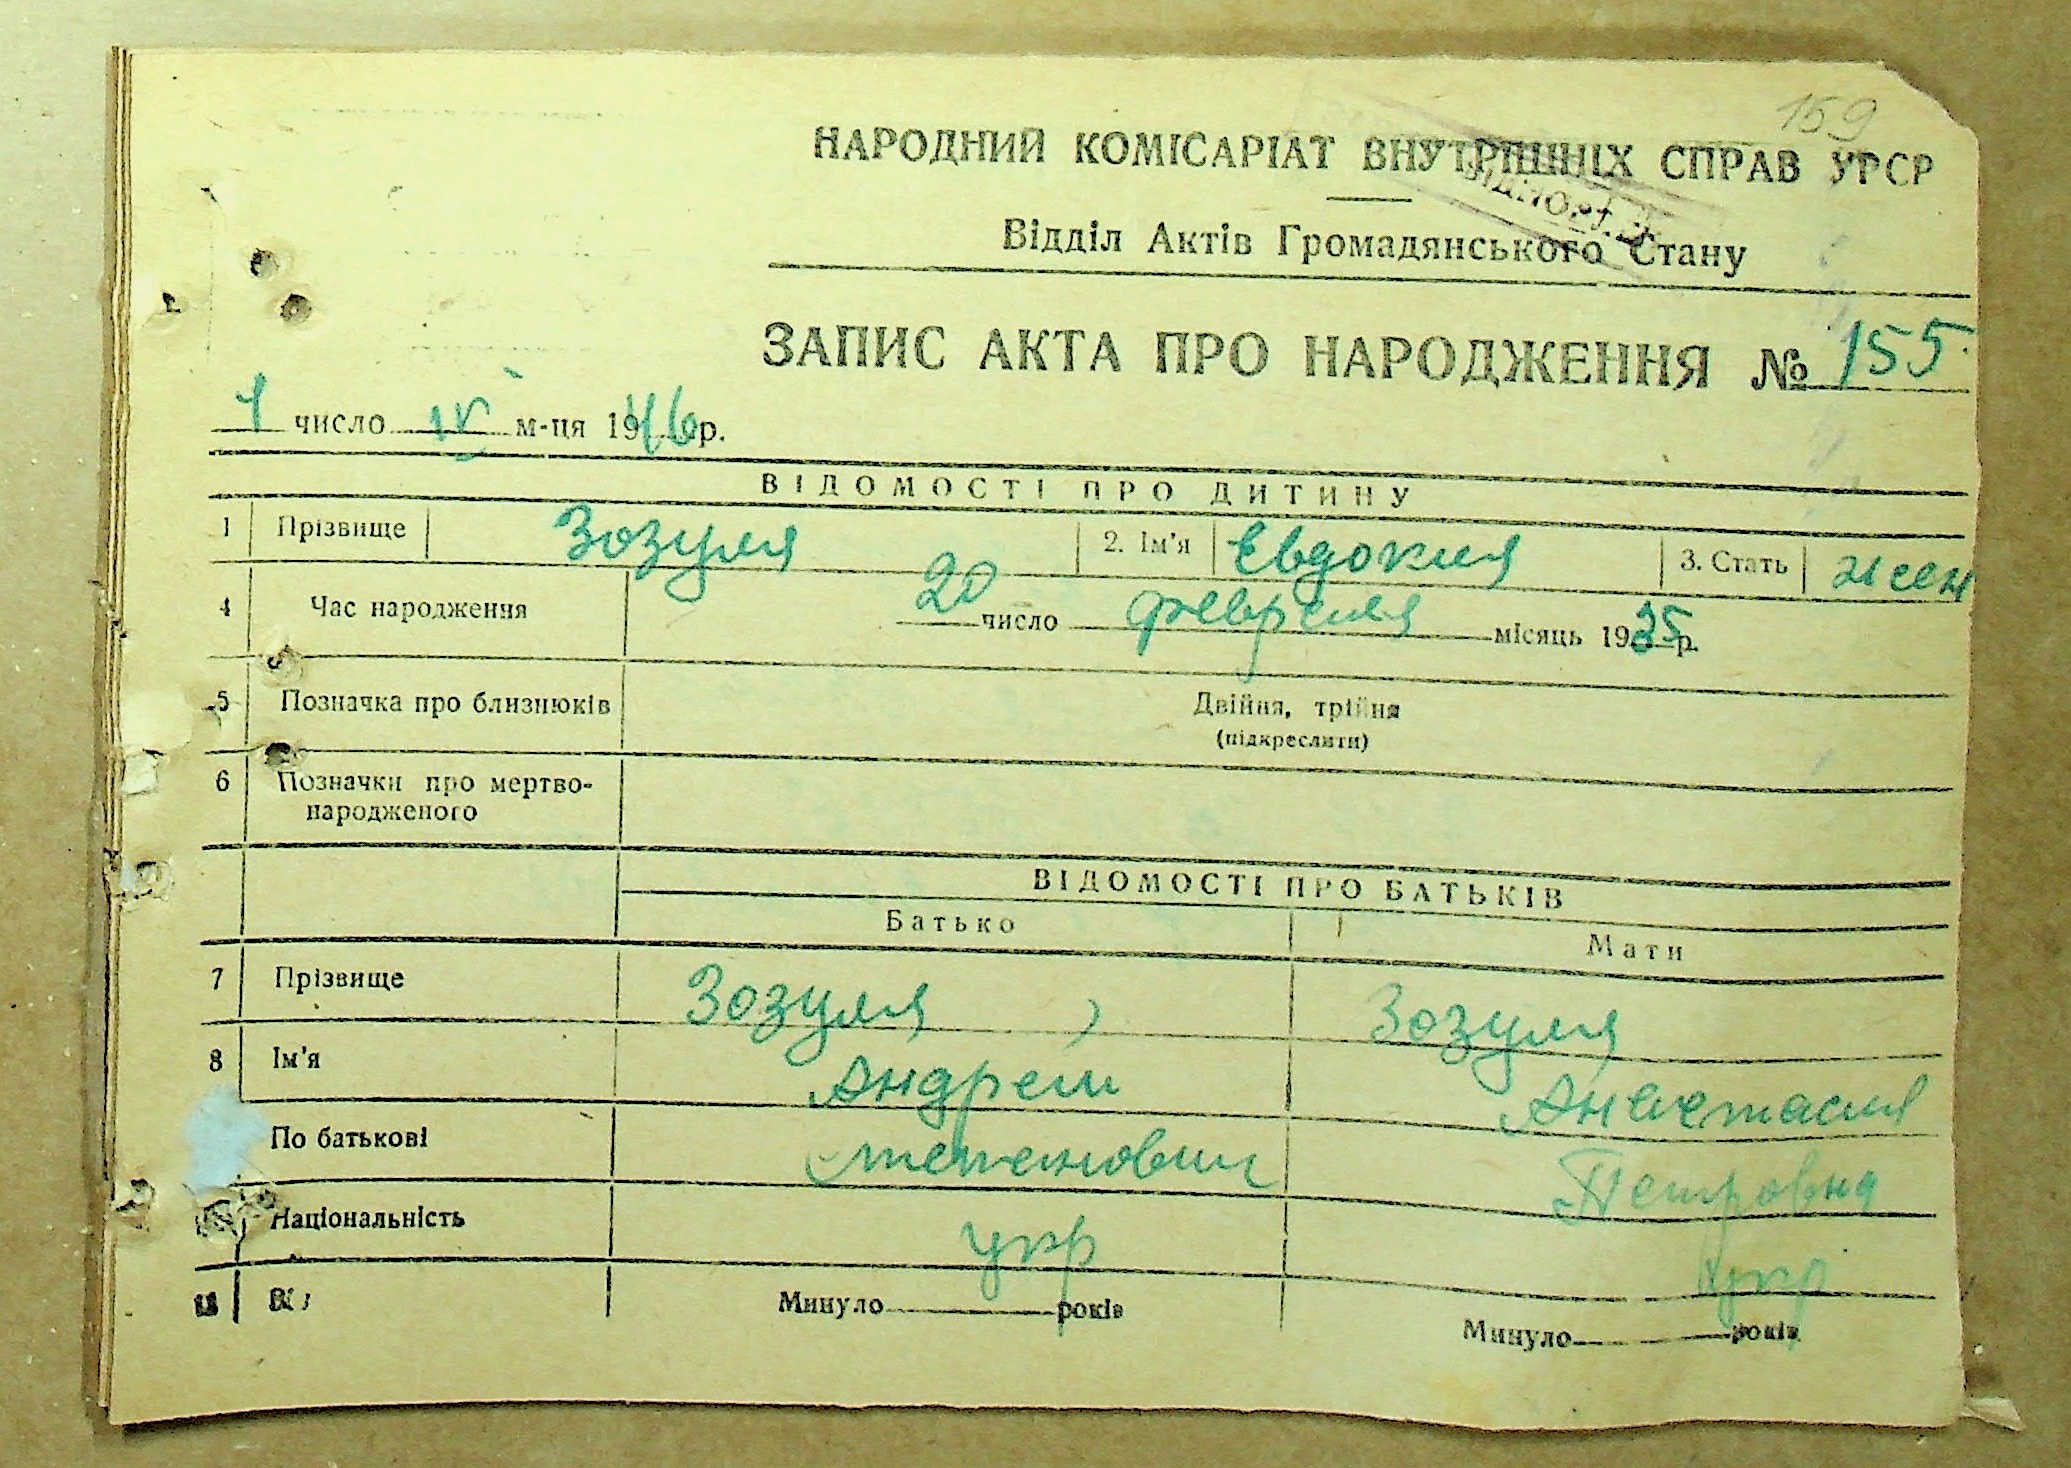 159
НАРОДНИЙ КОМІСАРІАТ ВНУТРІШНІХ СПРАВ УРСР
Відділ Актів Громадянського Стану
ЗАПИС АКТА ПРО НАРОДЖЕННЯ № 155
1 число IV м-ця 1946 р.
ВІДОМОСТІ ПРО ДИТИНУ
1 Прізвище Зозуля 2. Ім'я Евдокия 3. Стать жен
4 Час народження 20 число февраля місяць 1925 р.
5 Позначка про близнюків Двійня, трійня
(підкреслити)
6 Позначки про мертво-
народженого
ВІДОМОСТІ ПРО БАТЬКІВ
Батько Мати
7 Прізвище Зозуля Зозуля
8 Ім'я Андрей Анастасия
По батькові Степанович Петровна
Національність укр укр
Минуло років Минуло років